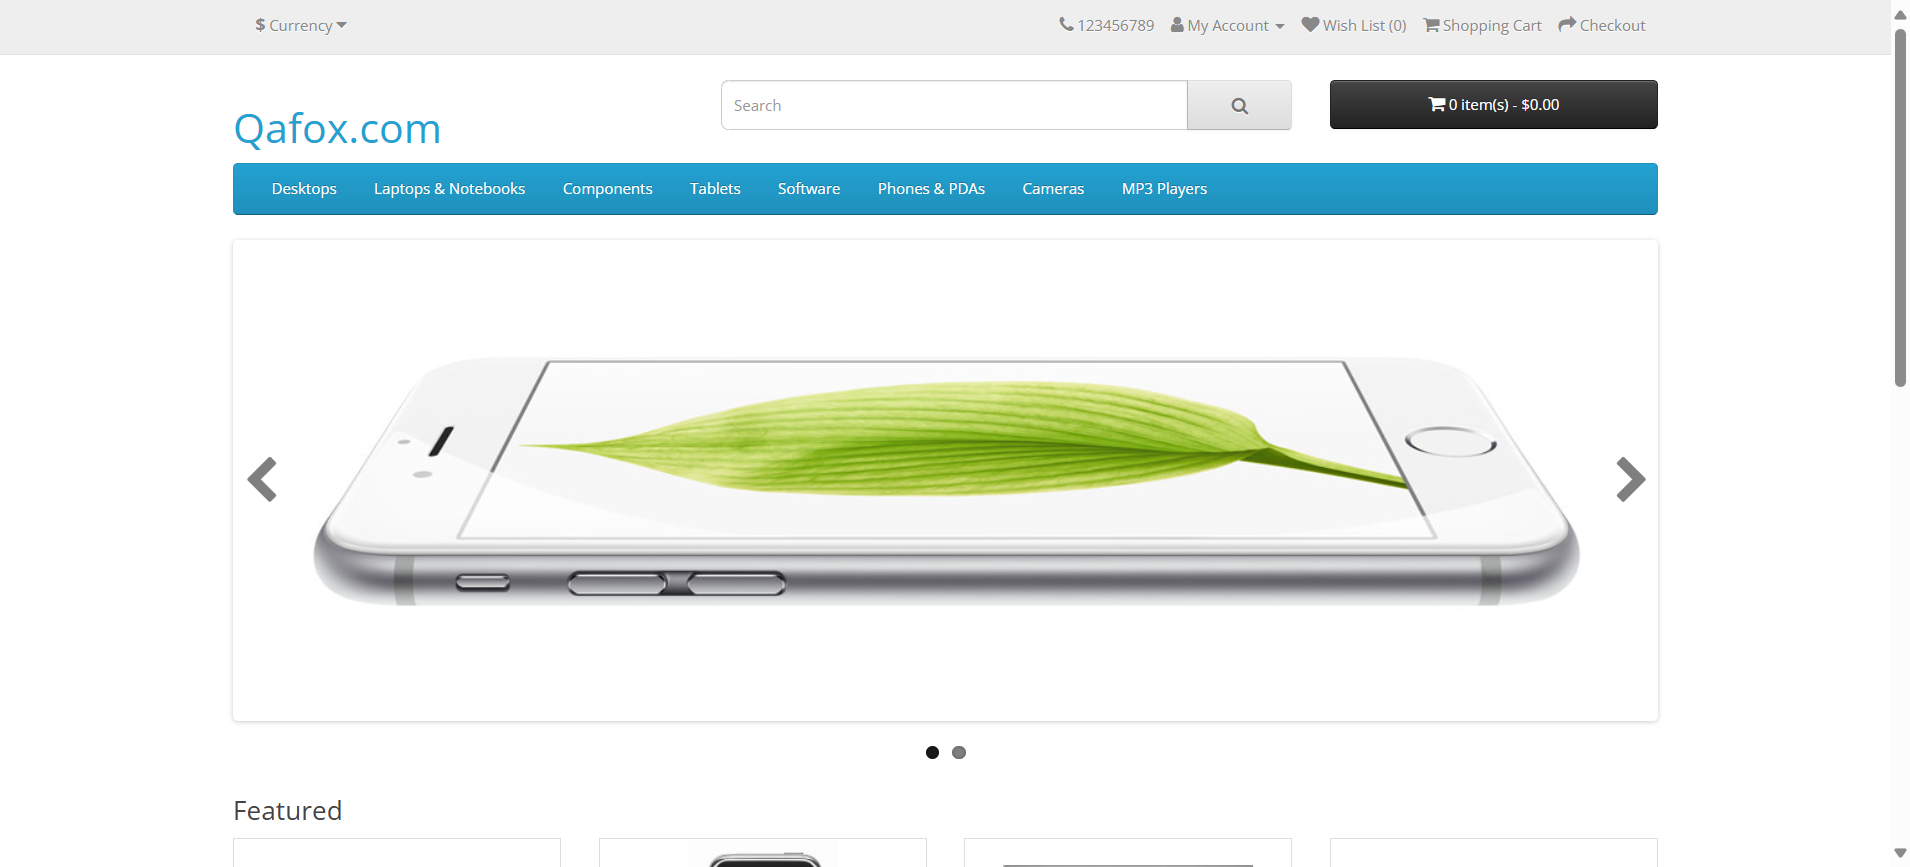 $ Currency
123456789 My Account Wish List (0) Shopping Cart Checkout
Qafox.com
Search
0 item(s) - $0.00
Desktops Laptops & Notebooks Components Tablets Software Phones & PDAs Cameras MP3 Players
Featured